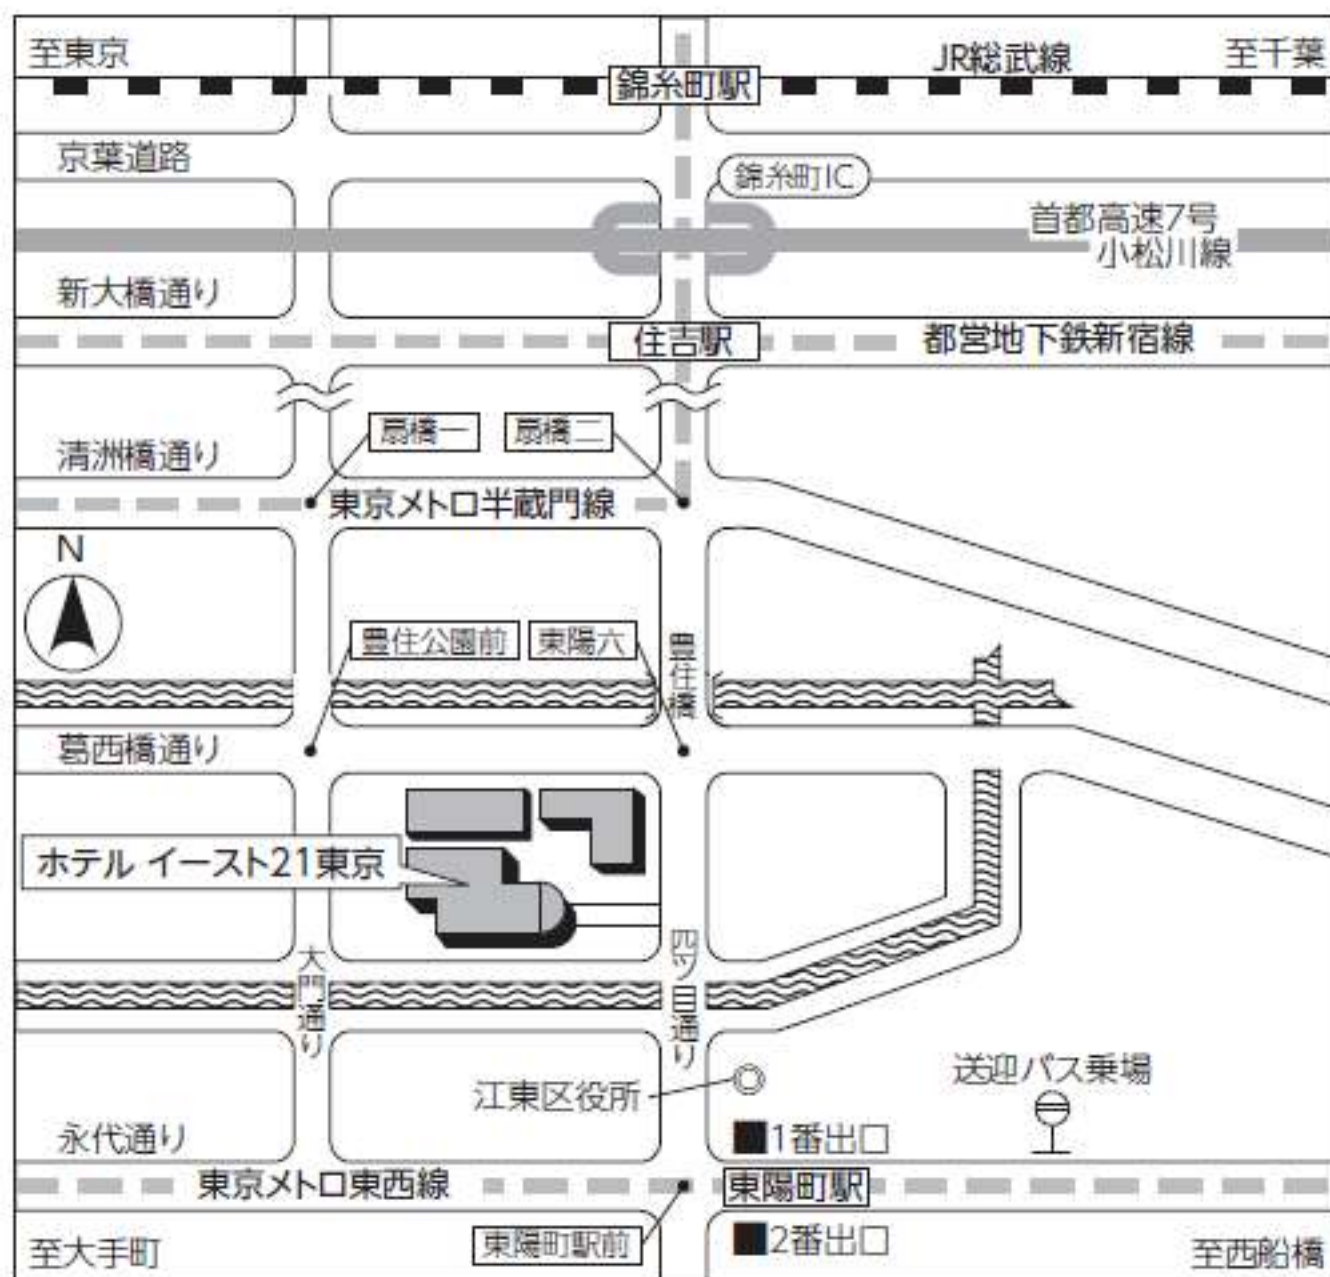 至東京
JR総武線
至千葉
錦糸町駅
京葉道路
錦糸町IC
首都高速7号
小松川線
新大橋通り
住吉駅
都営地下鉄新宿線
扇橋一
扇橋二
清洲橋通り
東京メトロ半蔵門線
N
豊住公園前
東陽六
豊住橋
葛西橋通り
ホテル イースト21東京
大門通り
四ツ目通り
送迎バス乗場
江東区役所
永代通り
■1番出口
東京メトロ東西線
東陽町駅
東陽町駅前
■2番出口
至大手町
至西船橋